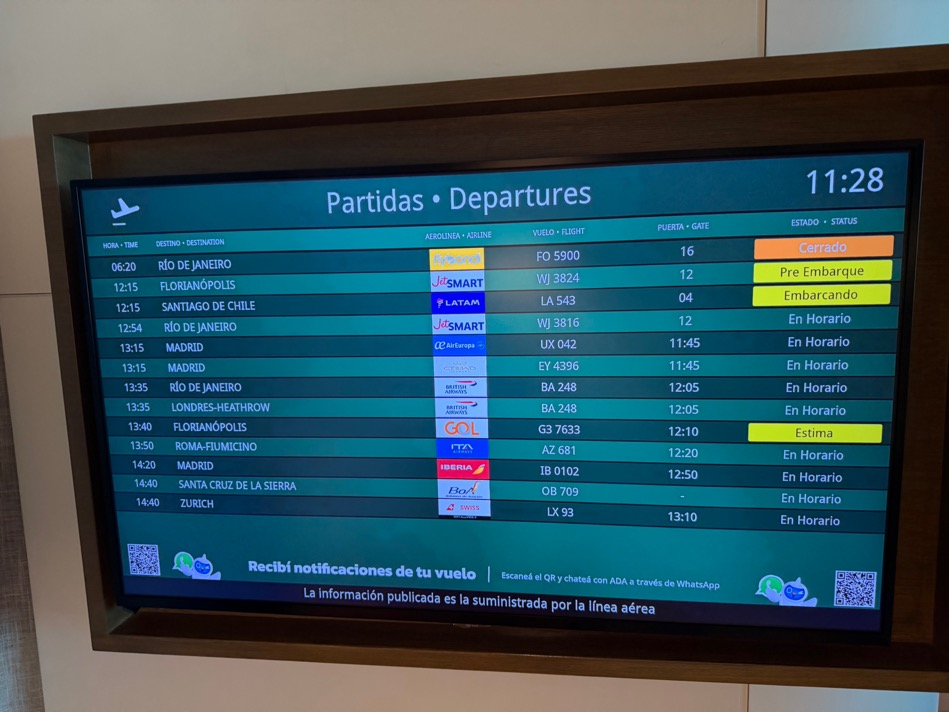 Partidas • Departures 11:28
HORA • TIME DESTINO • DESTINATION AEROLINEA • AIRLINE VUELO • FLIGHT PUERTA • GATE ESTADO • STATUS
06:20 RÍO DE JANEIRO FO 5900 16 Cerrado
12:15 FLORIANÓPOLIS JetSMART WJ 3824 12 Pre Embarque
12:15 SANTIAGO DE CHILE LATAM LA 543 04 Embarcando
12:54 RÍO DE JANEIRO JetSMART WJ 3816 12 En Horario
13:15 MADRID AirEuropa UX 042 11:45 En Horario
13:15 MADRID ETIHAD EY 4396 11:45 En Horario
13:35 RÍO DE JANEIRO BRITISH AIRWAYS BA 248 12:05 En Horario
13:35 LONDRES-HEATHROW BRITISH AIRWAYS BA 248 12:05 En Horario
13:40 FLORIANÓPOLIS GOL G3 7633 12:10 Estima
13:50 ROMA-FIUMICINO ITA AIRWAYS AZ 681 12:20 En Horario
14:20 MADRID IBERIA IB 0102 12:50 En Horario
14:40 SANTA CRUZ DE LA SIERRA BoA OB 709 - En Horario
14:40 ZURICH SWISS LX 93 13:10 En Horario
Recibí notificaciones de tu vuelo | Escaneá el QR y chateá con ADA a través de WhatsApp
La información publicada es la suministrada por la línea aérea